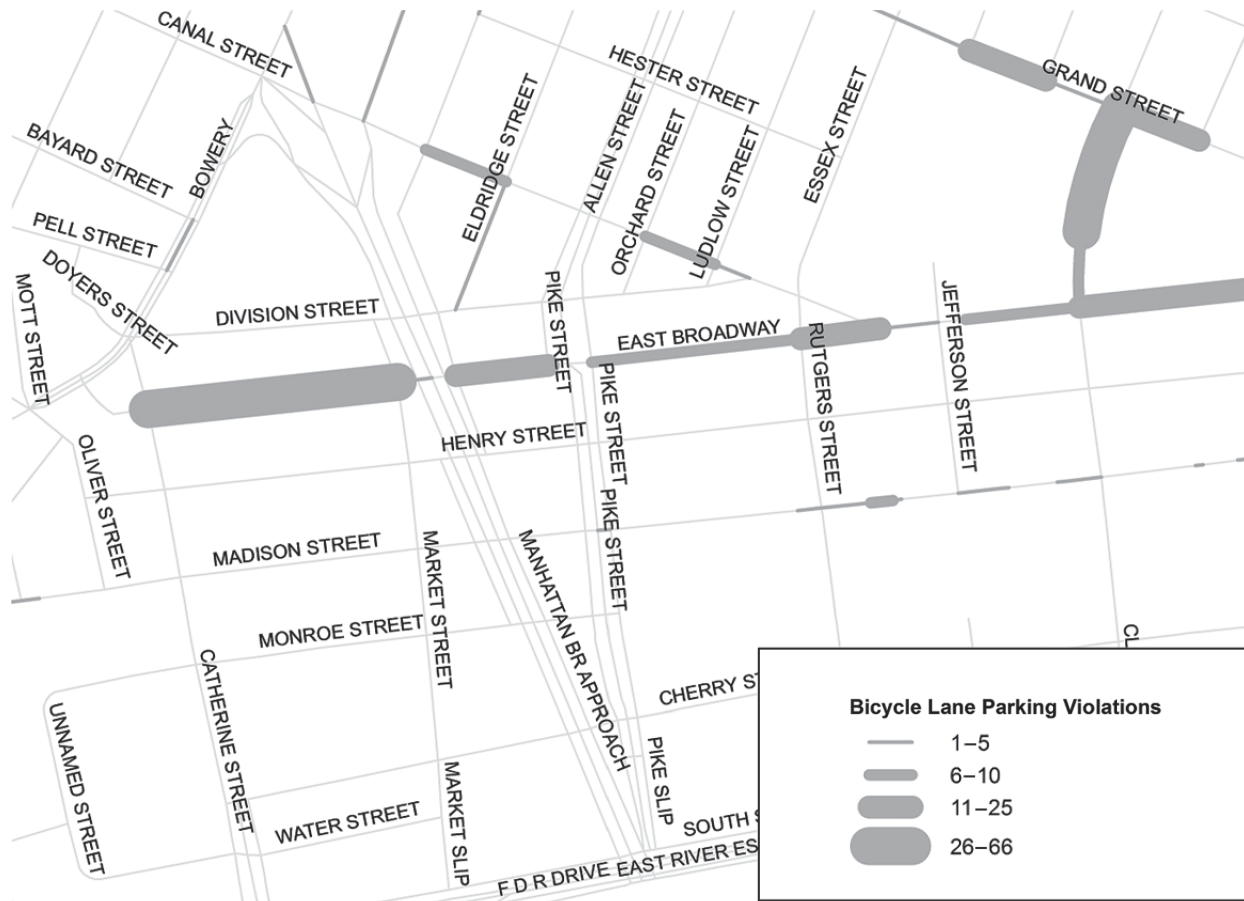 CANAL STREET
HESTER STREET
GRAND STREET
BAYARD STREET
BOWERY
ELDRIDGE STREET
ALLEN STREET
ORCHARD STREET
LUDLOW STREET
ESSEX STREET
PELL STREET
DOYERS STREET
MOTT STREET
DIVISION STREET
PIKE STREET
EAST BROADWAY
RUTGERS STREET
JEFFERSON STREET
PIKE STREET
HENRY STREET
OLIVER STREET
PIKE STREET
MADISON STREET
MARKET STREET
MANHATTAN BR APPROACH
MONROE STREET
CATHERINE STREET
CL
CHERRY ST
UNNAMED STREET
PIKE SLIP
MARKET SLIP
WATER STREET
SOUTH S
F D R DRIVE
EAST RIVER ES
Bicycle Lane Parking Violations
1–5
6–10
11–25
26–66